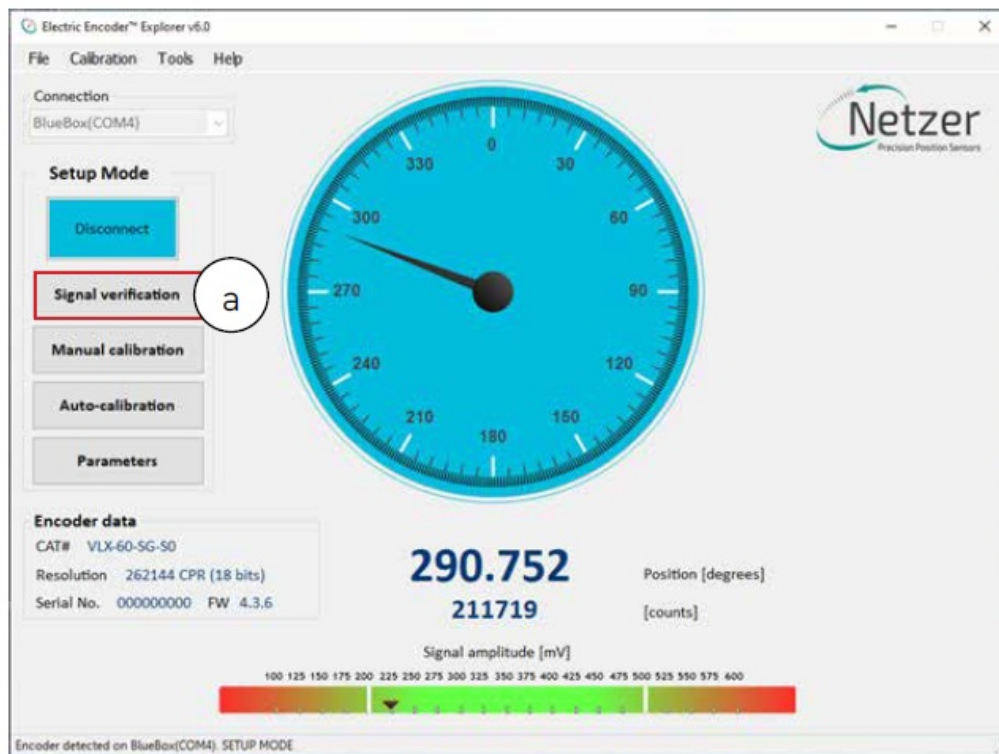 Electric Encoder™ Explorer v6.0
File Calibration Tools Help
Connection
BlueBox(COM4)
Netzer
Precision Position Sensors
Setup Mode
Disconnect
Signal verification
a
Manual calibration
Auto-calibration
Parameters
0
30
60
90
120
150
180
210
240
270
300
330
Encoder data
CAT# VLX-60-SG-S0
Resolution 262144 CPR (18 bits)
Serial No. 000000000 FW 4.3.6
290.752 Position [degrees]
211719 [counts]
Signal amplitude [mV]
100 125 150 175 200 225 250 275 300 325 350 375 400 425 450 475 500 525 550 575 600
Encoder detected on BlueBox(COM4). SETUP MODE